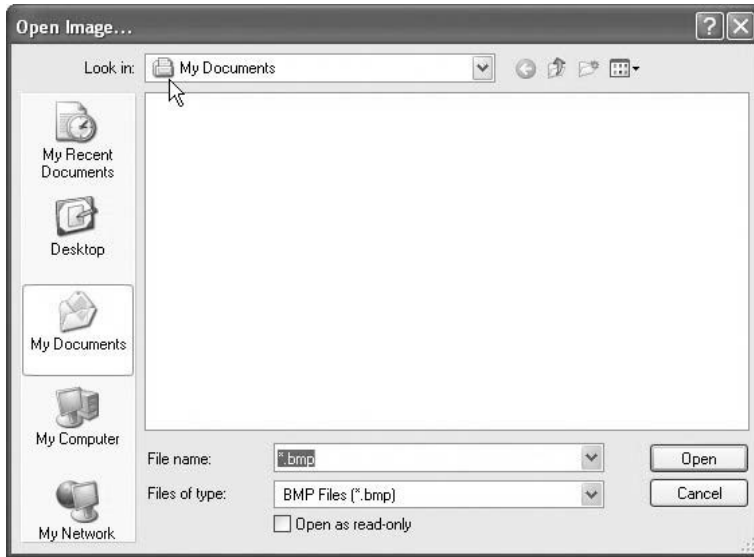 Open Image...
Look in: My Documents
My Recent
Documents
Desktop
My Documents
My Computer
My Network
File name: *.bmp Open
Files of type: BMP Files (*.bmp) Cancel
Open as read-only